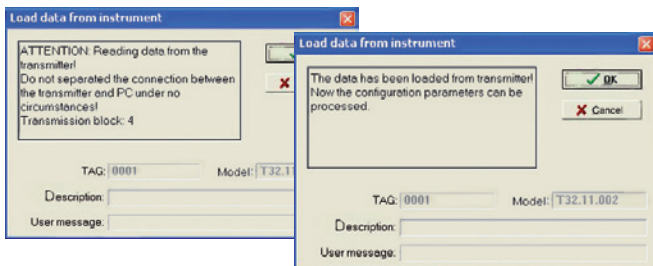 Load data from instrument
ATTENTION: Reading data from the
transmitter!
Do not separated the connection between
the transmitter and PC under no
circumstances!
Transmission block: 4
TAG: 0001 Model: T32.11
Description:
User message:
Load data from instrument
The data has been loaded from transmitter!
Now the configuration parameters can be
processed.
OK
Cancel
TAG: 0001 Model: T32.11.002
Description:
User message: